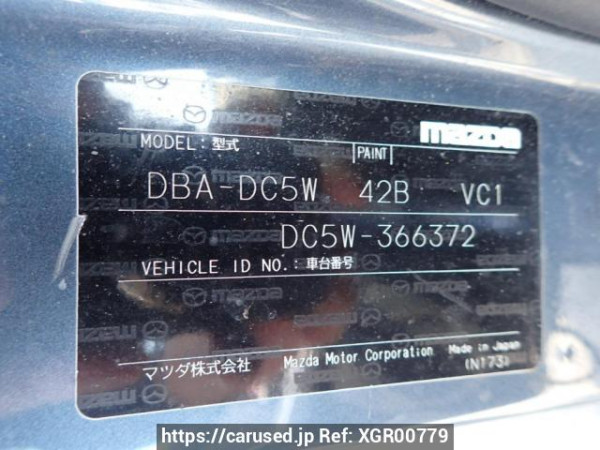 mazda
MODEL: 型式 PAINT
DBA-DC5W 42B VC1
DC5W-366372
VEHICLE ID NO.: 車台番号
マツダ株式会社 Mazda Motor Corporation Made in Japan
(N173)
https://carused.jp Ref: XGR00779